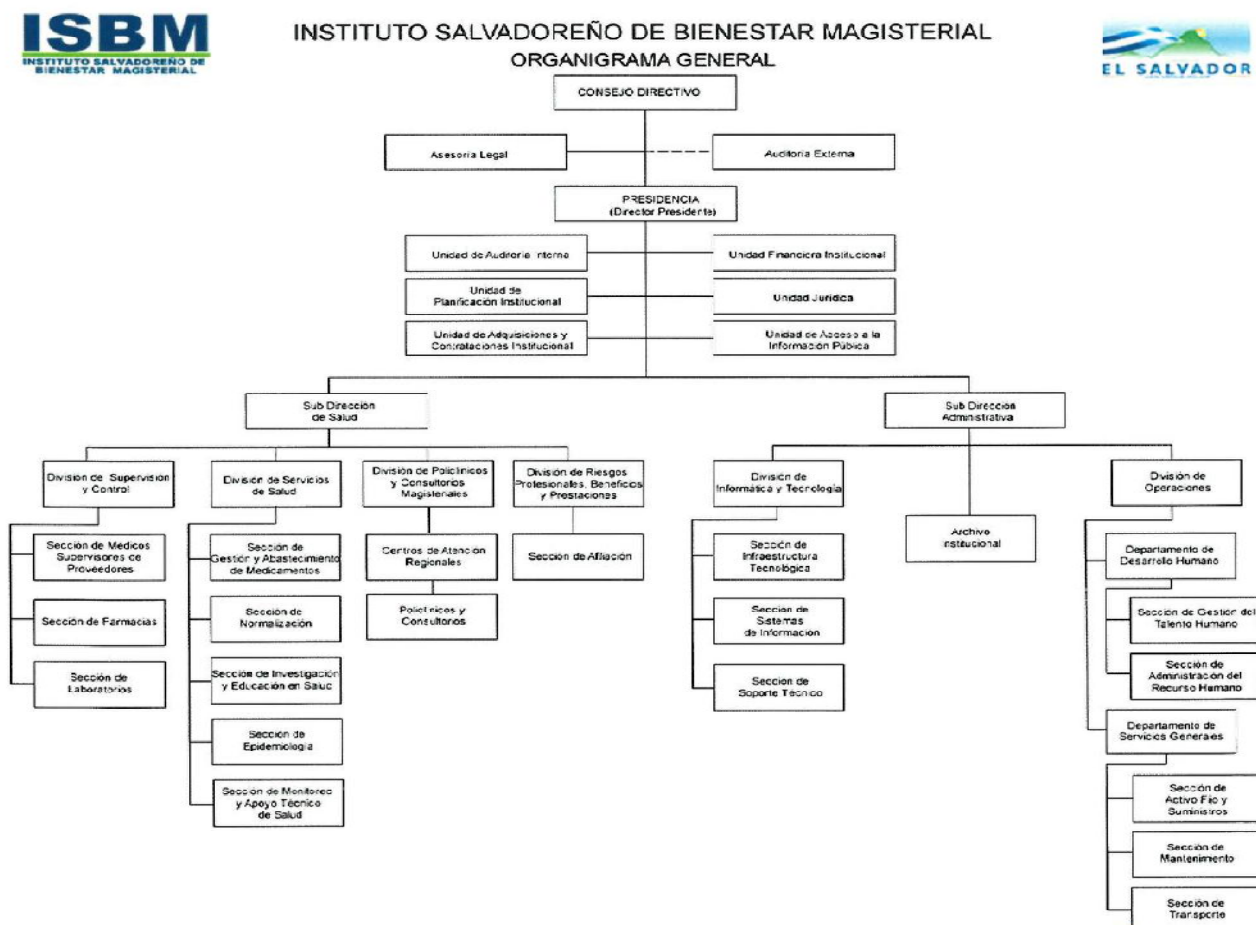 ISBM
INSTITUTO SALVADOREÑO DE
BIENESTAR MAGISTERIAL
INSTITUTO SALVADOREÑO DE BIENESTAR MAGISTERIAL
ORGANIGRAMA GENERAL
EL SALVADOR
CONSEJO DIRECTIVO
Asesoría Legal
Auditoría Externa
PRESIDENCIA
(Director Presidente)
Unidad de Auditoría Interna
Unidad Financiera Institucional
Unidad de
Planificación Institucional
Unidad Jurídica
Unidad de Adquisiciones y
Contrataciones Institucional
Unidad de Acceso a la
Información Pública
Sub Dirección
de Salud
Sub Dirección
Administrativa
División de Supervisión
y Control
División de Servicios
de Salud
División de Policlínicos
y Consultorios
Magisteriales
División de Riesgos
Profesionales, Beneficios
y Prestaciones
División de
Informática y Tecnología
División de
Operaciones
Sección de Médicos
Supervisores de
Proveedores
Sección de Farmacias
Sección de
Laboratorios
Sección de
Gestión y Abastecimiento
de Medicamentos
Sección de
Normalización
Sección de Investigación
y Educación en Salud
Sección de
Epidemiología
Sección de Monitoreo
y Apoyo Técnico
de Salud
Centros de Atención
Regionales
Policlínicos y
Consultorios
Sección de Afiliación
Sección de
Infraestructura
Tecnológica
Sección de
Sistemas
de Información
Sección de
Soporte Técnico
Archivo
Institucional
Departamento de
Desarrollo Humano
Sección de Gestión del
Talento Humano
Sección de
Administración del
Recurso Humano
Departamento de
Servicios Generales
Sección de
Activo Fijo y
Suministros
Sección de
Mantenimiento
Sección de
Transporte